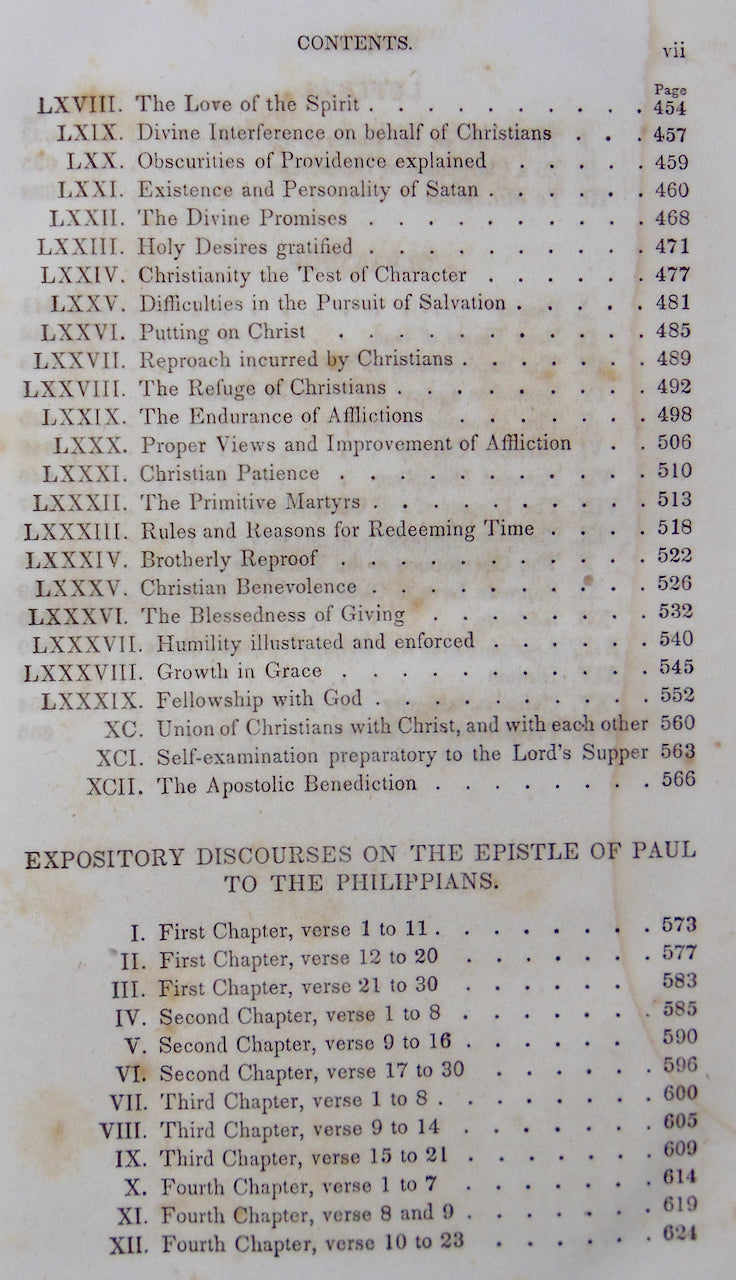 CONTENTS. vii
Page
LXVIII. The Love of the Spirit . . . . . . . . . . 454
LXIX. Divine Interference on behalf of Christians . . . 457
LXX. Obscurities of Providence explained . . . . . 459
LXXI. Existence and Personality of Satan . . . . . . 460
LXXII. The Divine Promises . . . . . . . . . . 468
LXXIII. Holy Desires gratified . . . . . . . . . . 471
LXXIV. Christianity the Test of Character . . . . . . 477
LXXV. Difficulties in the Pursuit of Salvation . . . . . 481
LXXVI. Putting on Christ . . . . . . . . . . . 485
LXXVII. Reproach incurred by Christians . . . . . . . 489
LXXVIII. The Refuge of Christians . . . . . . . . . 492
LXXIX. The Endurance of Afflictions . . . . . . . 498
LXXX. Proper Views and Improvement of Affliction . . 506
LXXXI. Christian Patience . . . . . . . . . . . 510
LXXXII. The Primitive Martyrs . . . . . . . . . . 513
LXXXIII. Rules and Reasons for Redeeming Time . . . . 518
LXXXIV. Brotherly Reproof . . . . . . . . . . . 522
LXXXV. Christian Benevolence . . . . . . . . . . 526
LXXXVI. The Blessedness of Giving . . . . . . . . 532
LXXXVII. Humility illustrated and enforced . . . . . . 540
LXXXVIII. Growth in Grace . . . . . . . . . . . 545
LXXXIX. Fellowship with God . . . . . . . . . . 552
XC. Union of Christians with Christ, and with each other 560
XCI. Self-examination preparatory to the Lord's Supper 563
XCII. The Apostolic Benediction . . . . . . . . 566
EXPOSITORY DISCOURSES ON THE EPISTLE OF PAUL
TO THE PHILIPPIANS.
I. First Chapter, verse 1 to 11 . . . . . . . . 573
II. First Chapter, verse 12 to 20 . . . . . . . 577
III. First Chapter, verse 21 to 30 . . . . . . 583
IV. Second Chapter, verse 1 to 8 . . . . . . . 585
V. Second Chapter, verse 9 to 16 . . . . . . 590
VI. Second Chapter, verse 17 to 30 . . . . . . 596
VII. Third Chapter, verse 1 to 8 . . . . . . . . 600
VIII. Third Chapter, verse 9 to 14 . . . . . . . 605
IX. Third Chapter, verse 15 to 21 . . . . . . . 609
X. Fourth Chapter, verse 1 to 7 . . . . . . . 614
XI. Fourth Chapter, verse 8 and 9 . . . . . . . 619
XII. Fourth Chapter, verse 10 to 23 . . . . . . 624